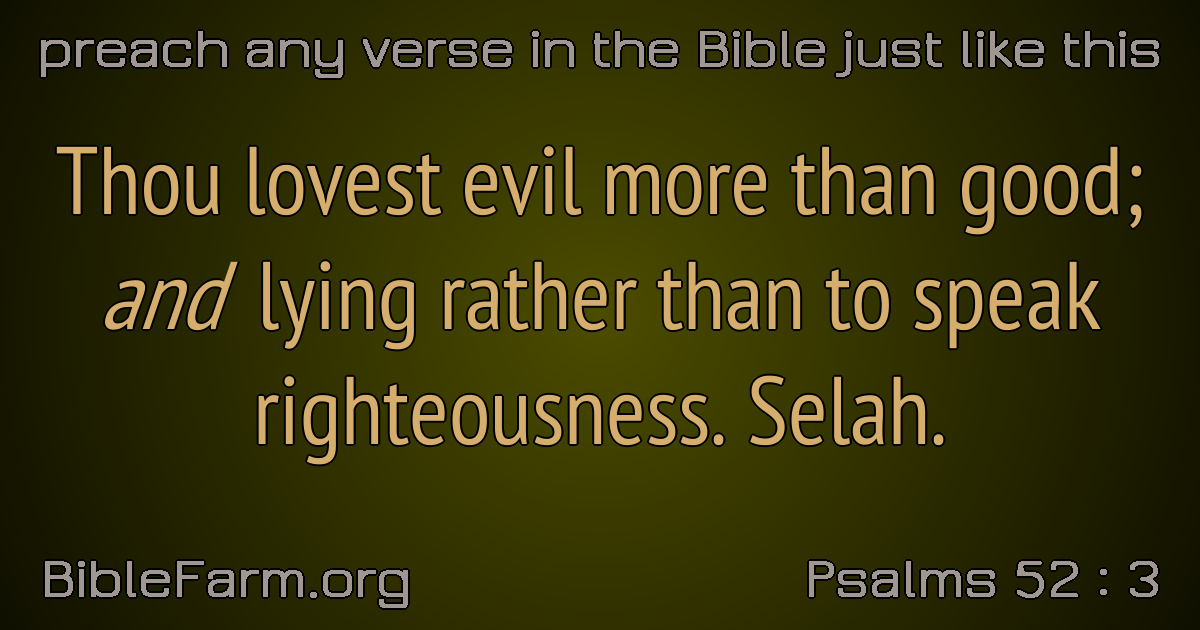 preach any verse in the Bible just like this
Thou lovest evil more than good;
and lying rather than to speak
righteousness. Selah.
BibleFarm.org
Psalms 52 : 3